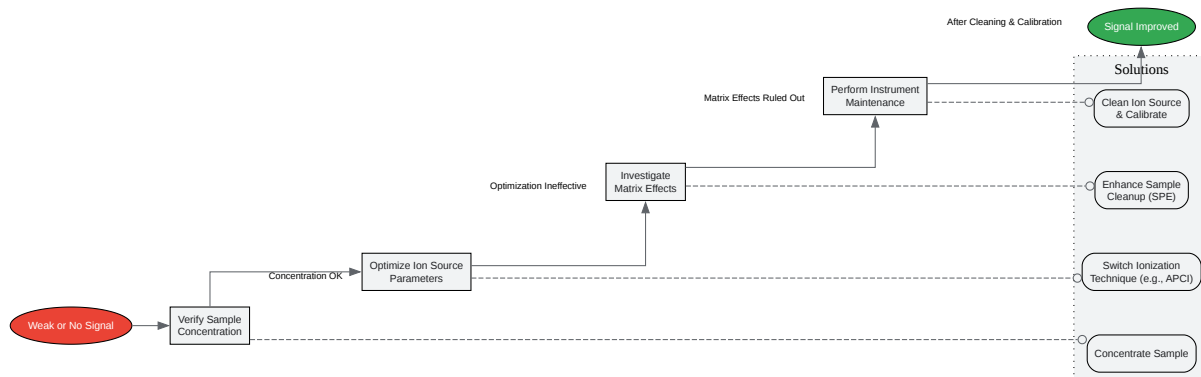 After Cleaning & Calibration
Signal Improved
Solutions
Matrix Effects Ruled Out
Perform Instrument
Maintenance
Clean Ion Source
& Calibrate
Optimization Ineffective
Investigate
Matrix Effects
Enhance Sample
Cleanup (SPE)
Concentration OK
Optimize Ion Source
Parameters
Switch Ionization
Technique (e.g., APCI)
Weak or No Signal
Verify Sample
Concentration
Concentrate Sample